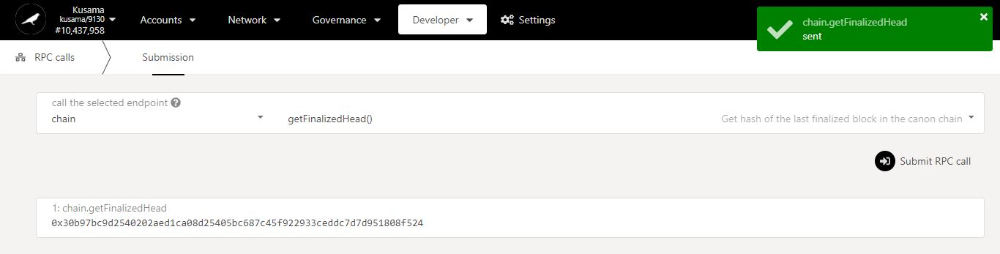 Kusama
kusama/9130
#10,437,958
Accounts
Network
Governance
Developer
Settings
chain.getFinalizedHead
sent
RPC calls
Submission
call the selected endpoint
chain
getFinalizedHead()
Get hash of the last finalized block in the canon chain
Submit RPC call
1: chain.getFinalizedHead
0x30b97bc9d2540202aed1ca08d25405bc687c45f922933ceddc7d7d951808f524